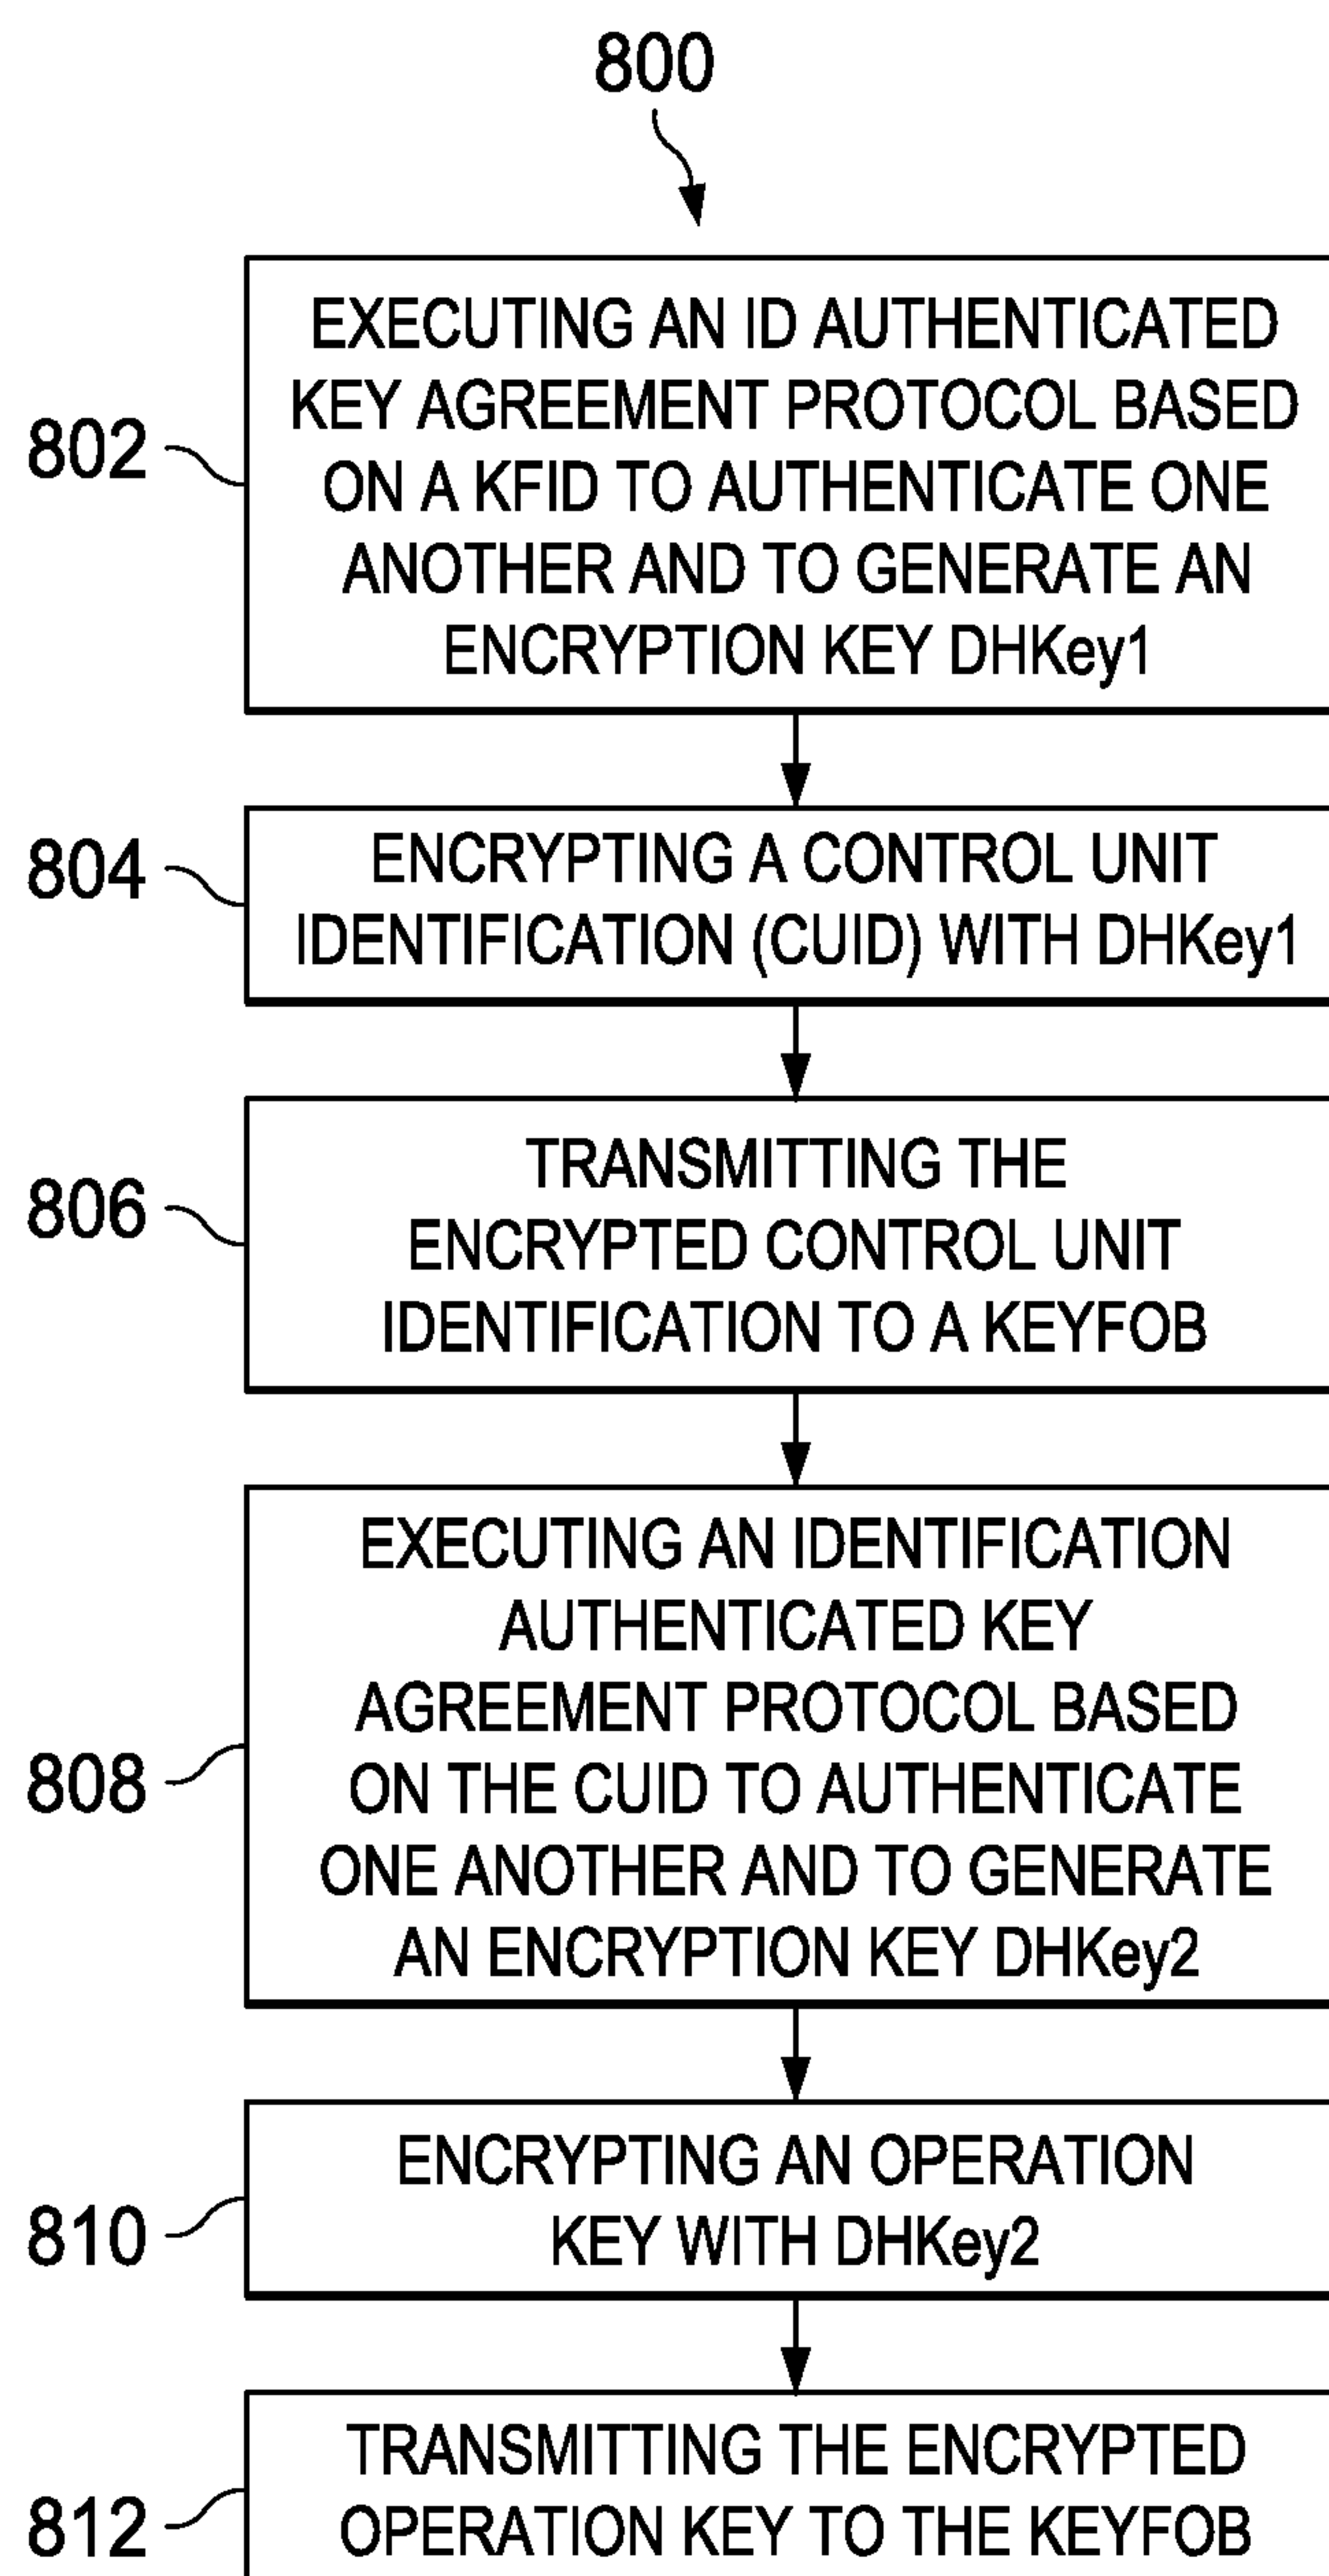 800
802
EXECUTING AN ID AUTHENTICATED
KEY AGREEMENT PROTOCOL BASED
ON A KFID TO AUTHENTICATE ONE
ANOTHER AND TO GENERATE AN
ENCRYPTION KEY DHKey1
804
ENCRYPTING A CONTROL UNIT
IDENTIFICATION (CUID) WITH DHKey1
806
TRANSMITTING THE
ENCRYPTED CONTROL UNIT
IDENTIFICATION TO A KEYFOB
808
EXECUTING AN IDENTIFICATION
AUTHENTICATED KEY
AGREEMENT PROTOCOL BASED
ON THE CUID TO AUTHENTICATE
ONE ANOTHER AND TO GENERATE
AN ENCRYPTION KEY DHKey2
810
ENCRYPTING AN OPERATION
KEY WITH DHKey2
812
TRANSMITTING THE ENCRYPTED
OPERATION KEY TO THE KEYFOB